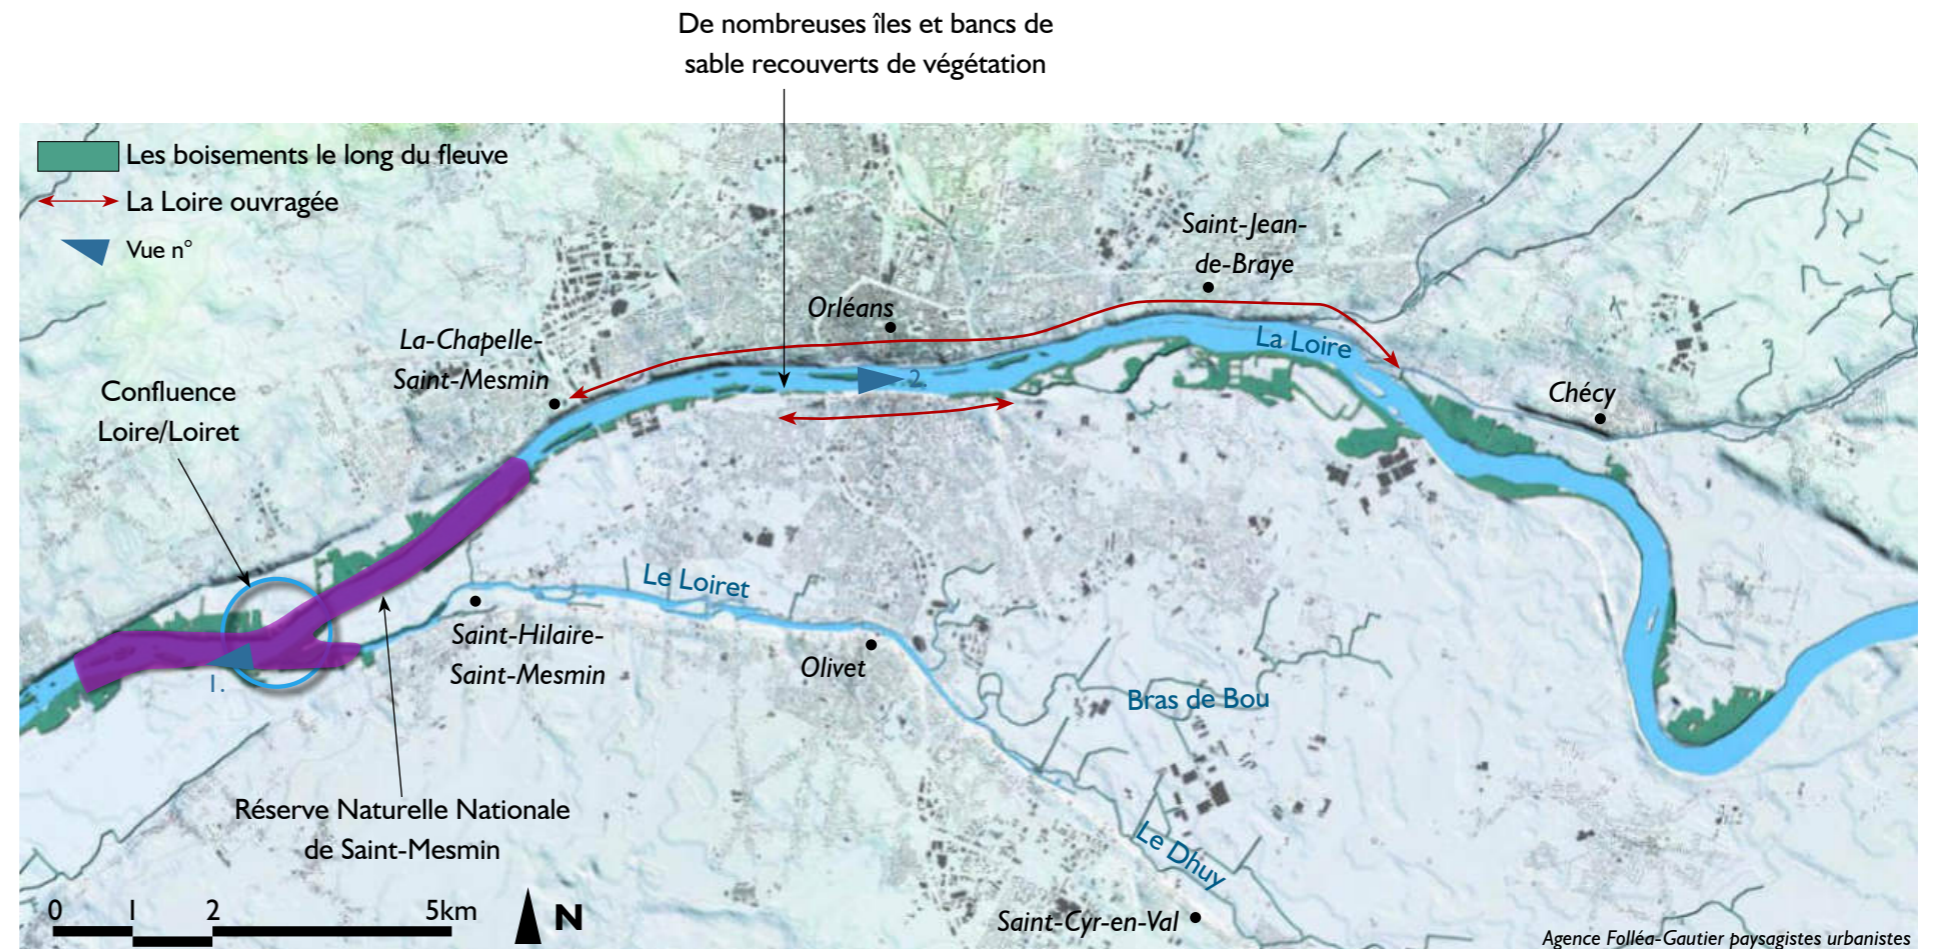 De nombreuses îles et bancs de
sable recouverts de végétation
Les boisements le long du fleuve
La Loire ouvragée
Vue n°
Saint-Jean-
de-Braye
Orléans
La-Chapelle-
Saint-Mesmin
La Loire
Confluence
Loire/Loiret
2.
Chécy
Le Loiret
Saint-Hilaire-
Saint-Mesmin
Olivet
1.
Bras de Bou
Réserve Naturelle Nationale
de Saint-Mesmin
Le Dhuy
0 1 2 5km
N
Saint-Cyr-en-Val
Agence Folléa-Gautier paysagistes urbanistes